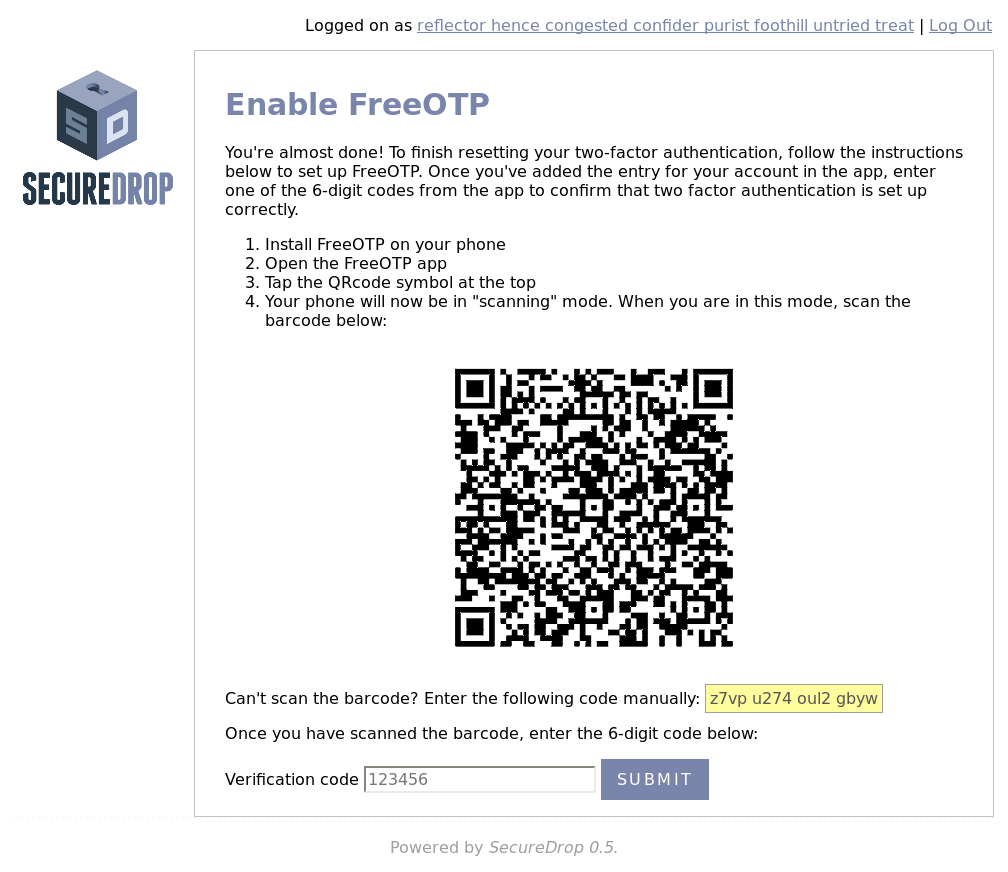 Logged on as reflector hence congested confider purist foothill untried treat | Log Out
SD
SECUREDROP
Enable FreeOTP
You're almost done! To finish resetting your two-factor authentication, follow the instructions
below to set up FreeOTP. Once you've added the entry for your account in the app, enter
one of the 6-digit codes from the app to confirm that two factor authentication is set up
correctly.
1. Install FreeOTP on your phone
2. Open the FreeOTP app
3. Tap the QRcode symbol at the top
4. Your phone will now be in "scanning" mode. When you are in this mode, scan the
barcode below:
Can't scan the barcode? Enter the following code manually: z7vp u274 oul2 gbyw
Once you have scanned the barcode, enter the 6-digit code below:
Verification code 123456 SUBMIT
Powered by SecureDrop 0.5.